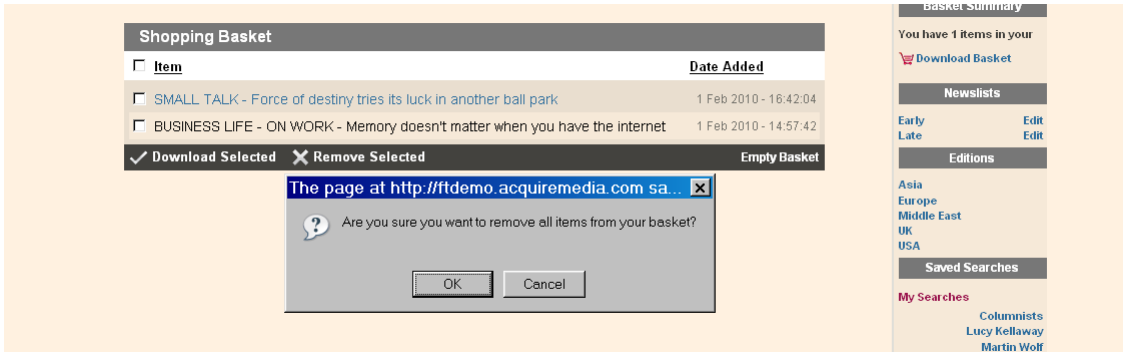 Shopping Basket
Item Date Added
SMALL TALK - Force of destiny tries its luck in another ball park 1 Feb 2010 - 16:42:04
BUSINESS LIFE - ON WORK - Memory doesn't matter when you have the internet 1 Feb 2010 - 14:57:42
Download Selected Remove Selected Empty Basket
The page at http://ftdemo.acquiremedia.com sa...
Are you sure you want to remove all items from your basket?
OK Cancel
Basket Summary
You have 1 items in your
Download Basket
Newslists
Early Edit
Late Edit
Editions
Asia
Europe
Middle East
UK
USA
Saved Searches
My Searches
Columnists
Lucy Kellaway
Martin Wolf